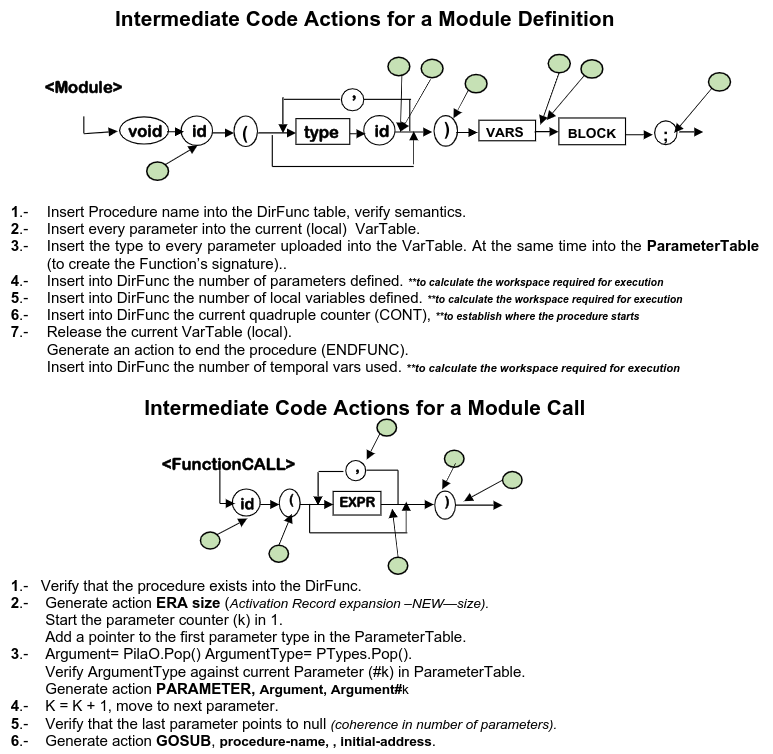 Intermediate Code Actions for a Module Definition
<Module>
,
void id ( type id ) VARS BLOCK ;
1.- Insert Procedure name into the DirFunc table, verify semantics.
2.- Insert every parameter into the current (local) VarTable.
3.- Insert the type to every parameter uploaded into the VarTable. At the same time into the ParameterTable
(to create the Function's signature)..
4.- Insert into DirFunc the number of parameters defined. **to calculate the workspace required for execution
5.- Insert into DirFunc the number of local variables defined. **to calculate the workspace required for execution
6.- Insert into DirFunc the current quadruple counter (CONT), **to establish where the procedure starts
7.- Release the current VarTable (local).
Generate an action to end the procedure (ENDFUNC).
Insert into DirFunc the number of temporal vars used. **to calculate the workspace required for execution
Intermediate Code Actions for a Module Call
<FunctionCALL>
,
id ( EXPR )
1.- Verify that the procedure exists into the DirFunc.
2.- Generate action ERA size (Activation Record expansion –NEW—size).
Start the parameter counter (k) in 1.
Add a pointer to the first parameter type in the ParameterTable.
3.- Argument= PilaO.Pop() ArgumentType= PTypes.Pop().
Verify ArgumentType against current Parameter (#k) in ParameterTable.
Generate action PARAMETER, Argument, Argument#k
4.- K = K + 1, move to next parameter.
5.- Verify that the last parameter points to null (coherence in number of parameters).
6.- Generate action GOSUB, procedure-name, , initial-address.